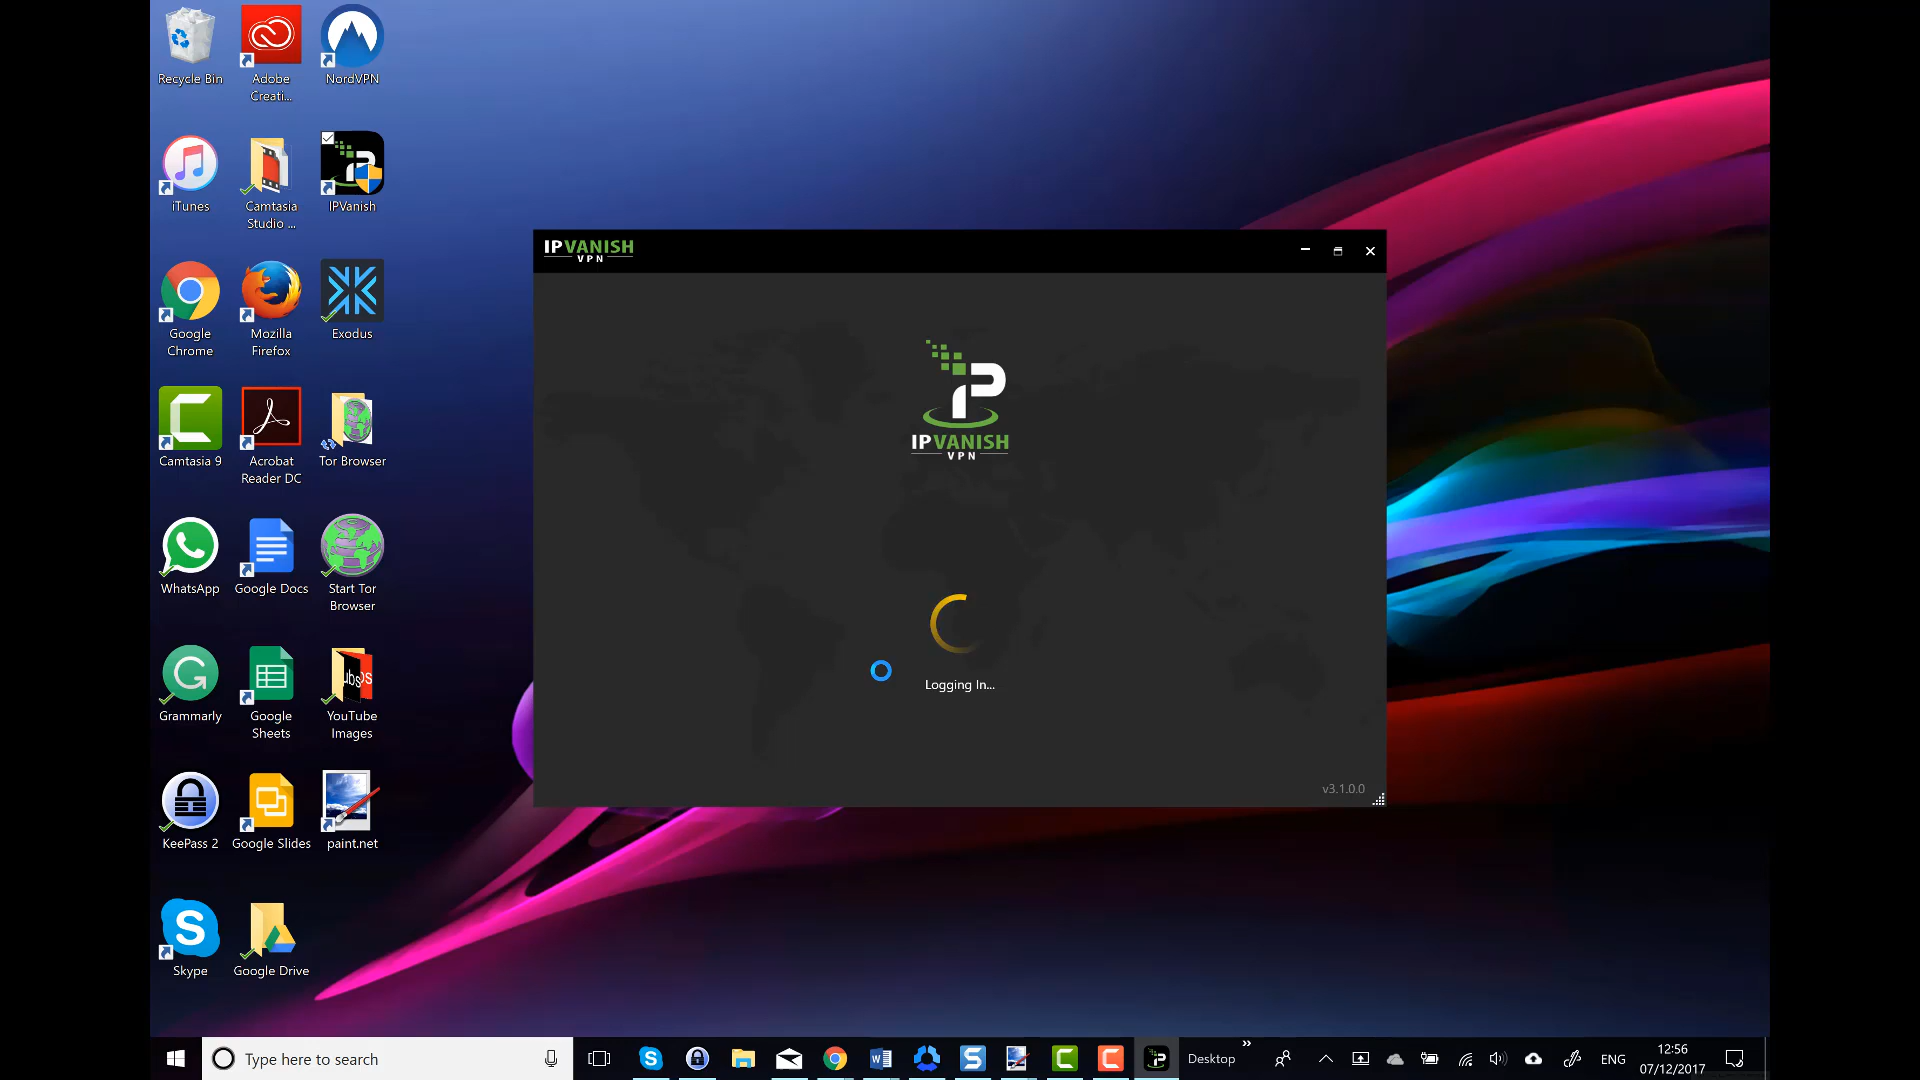 Recycle Bin
Adobe
Creati...
NordVPN
iTunes
Camtasia
Studio ...
IPVanish
Google
Chrome
Mozilla
Firefox
Exodus
Camtasia 9
Acrobat
Reader DC
Tor Browser
WhatsApp
Google Docs
Start Tor
Browser
Grammarly
Google
Sheets
YouTube
Images
KeePass 2
Google Slides
paint.net
Skype
Google Drive
IPVANISH
VPN
IPVANISH
VPN
Logging In...
v3.1.0.0
Type here to search
Desktop
ENG
12:56
07/12/2017